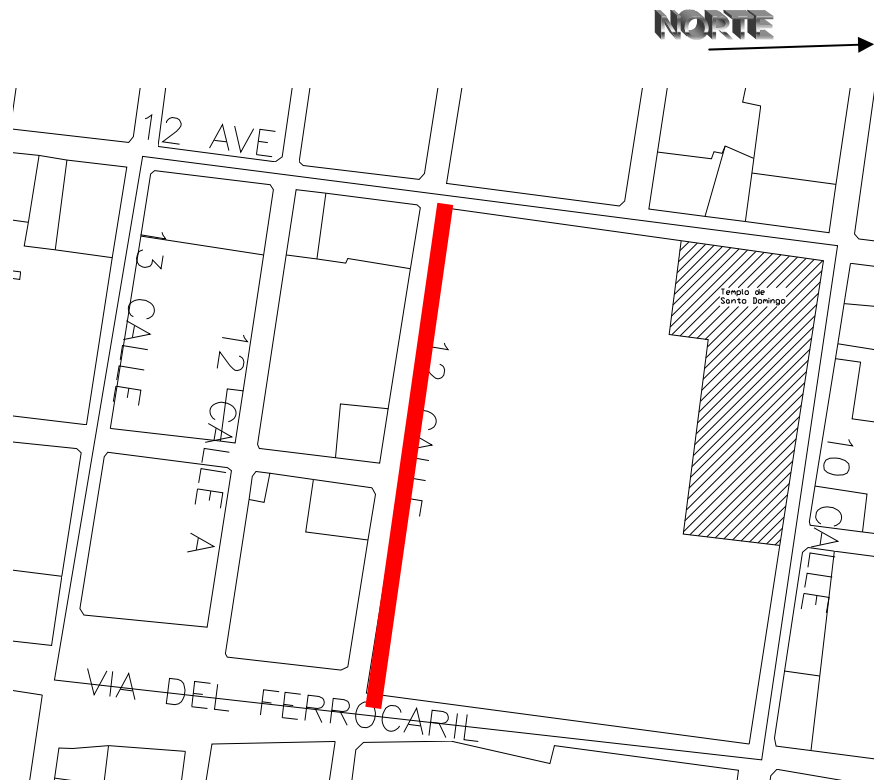 NORTE
12 AVE
13 CALLE
12 CALLE A
12 CALLE
Templo de
Santo Domingo
10 CALLE
VIA DEL FERROCARIL